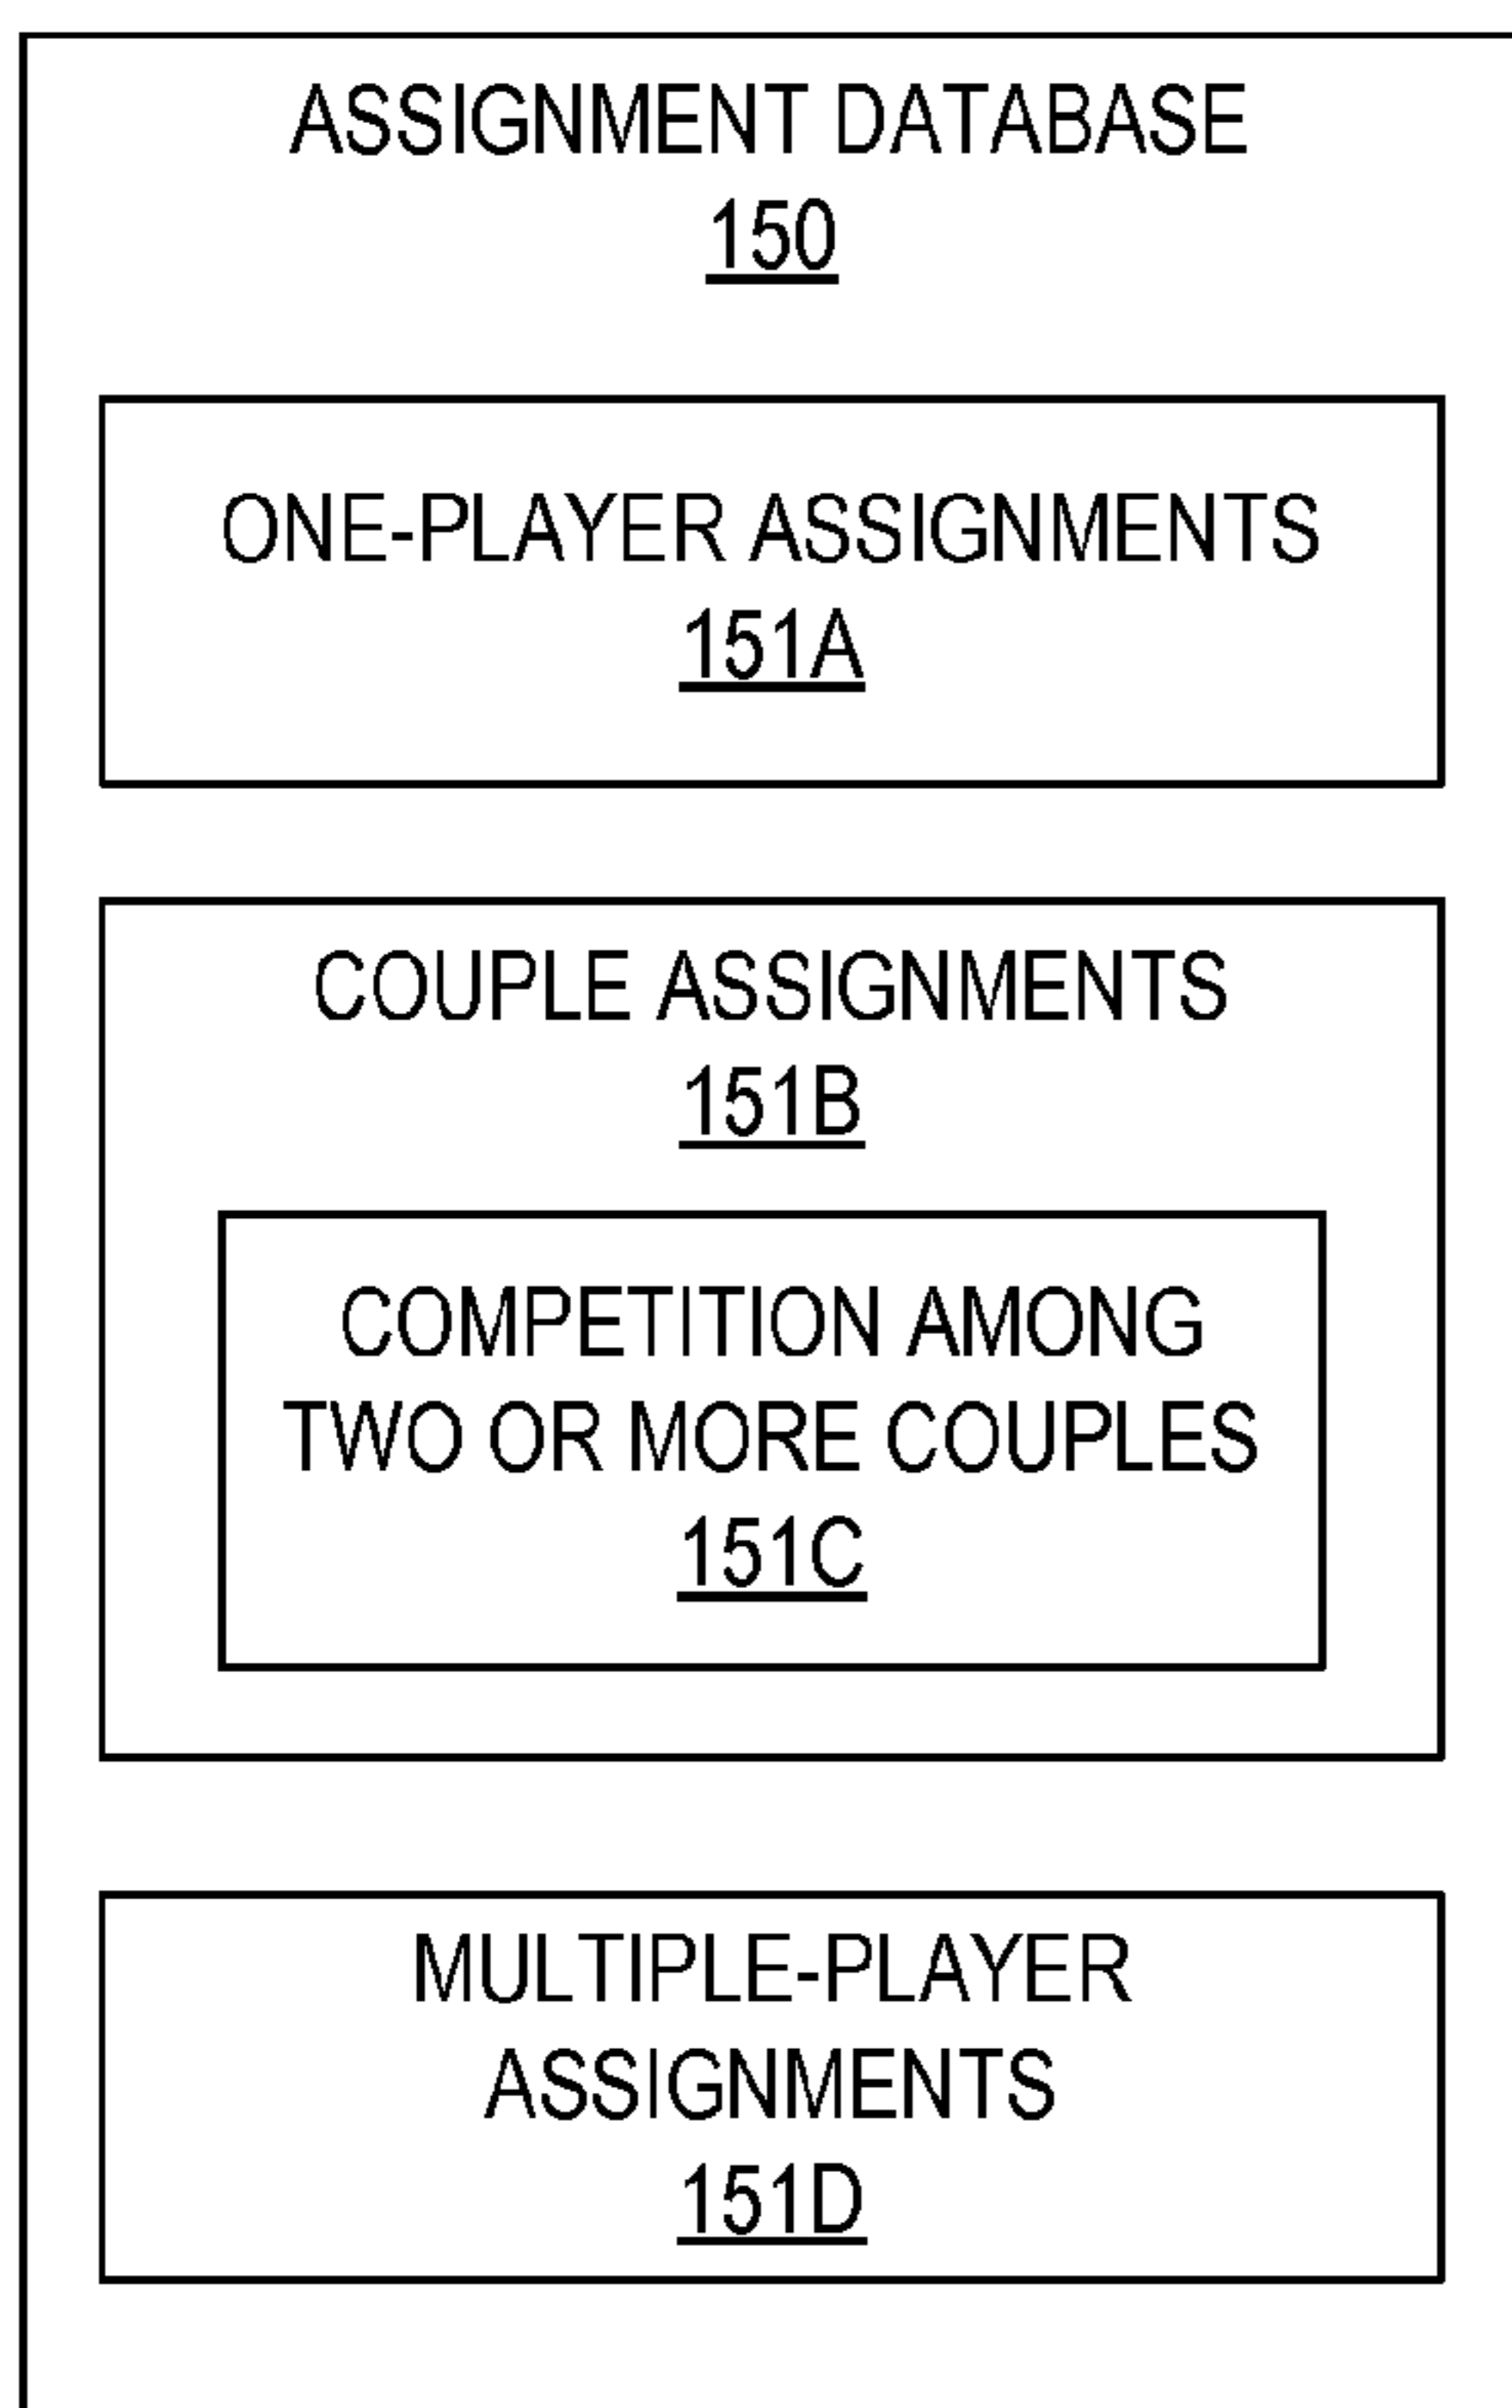 ASSIGNMENT DATABASE
150
ONE-PLAYER ASSIGNMENTS
151A
COUPLE ASSIGNMENTS
151B
COMPETITION AMONG
TWO OR MORE COUPLES
151C
MULTIPLE-PLAYER
ASSIGNMENTS
151D